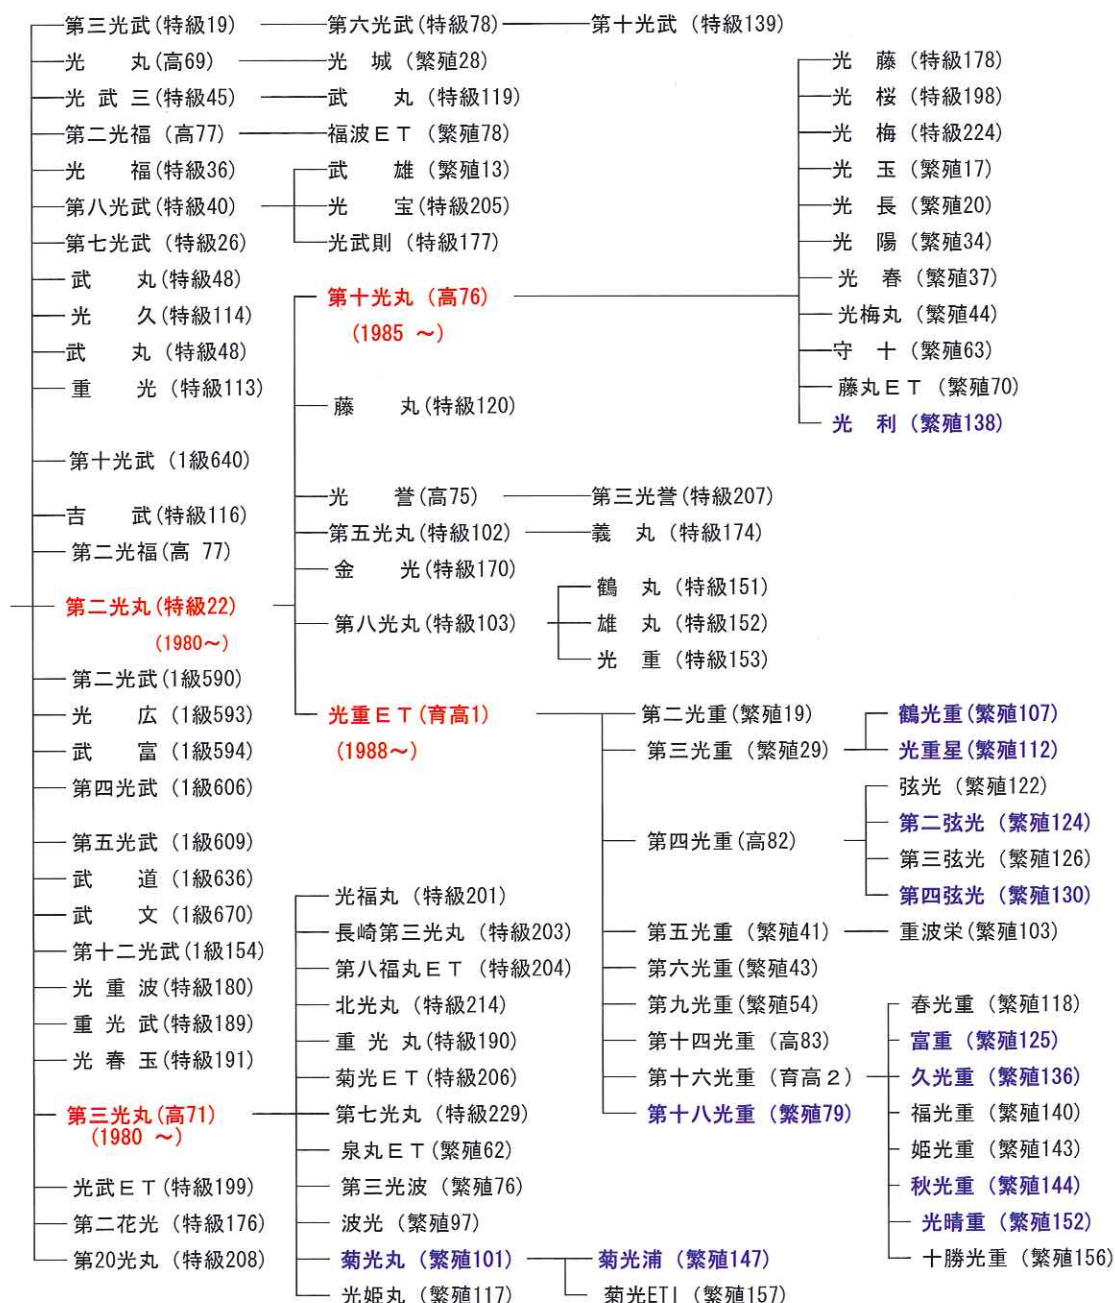 第三光武(特級19)
第六光武(特級78)
第十光武 (特級139)
光 丸(高69)
光 城 (繁殖28)
光 藤 (特級178)
光 武 三(特級45)
武 丸 (特級119)
光 桜 (特級198)
第二光福 (高77)
福波ET (繁殖78)
光 梅 (特級224)
光 福(特級36)
武 雄 (繁殖13)
光 玉 (繁殖17)
第八光武(特級40)
光 宝(特級205)
光 長 (繁殖20)
第七光武 (特級26)
光武則 (特級177)
光 陽 (繁殖34)
武 丸(特級48)
光 春 (繁殖37)
第十光丸 (高76)
光 久(特級114)
光梅丸 (繁殖44)
(1985 ～)
武 丸(特級48)
守 十 (繁殖63)
重 光 (特級113)
藤丸ET (繁殖70)
藤 丸(特級120)
光 利 (繁殖138)
第十光武 (1級640)
光 誉(高75)
第三光誉(特級207)
吉 武(特級116)
第五光丸(特級102)
義 丸 (特級174)
第二光福(高 77)
金 光(特級170)
鶴 丸 (特級151)
第二光丸(特級22)
第八光丸(特級103)
雄 丸 (特級152)
(1980～)
光 重 (特級153)
第二光武(1級590)
光 広 (1級593)
光重ET(育高1)
第二光重(繁殖19)
鶴光重(繁殖107)
武 富 (1級594)
(1988～)
第三光重 (繁殖29)
光重星(繁殖112)
第四光武 (1級606)
弦光 (繁殖122)
第二弦光 (繁殖124)
第五光武 (1級609)
第四光重(高82)
第三弦光 (繁殖126)
武 道 (1級636)
光福丸 (特級201)
第四弦光 (繁殖130)
武 文 (1級670)
長崎第三光丸 (特級203)
第五光重 (繁殖41)
重波栄(繁殖103)
第十二光武(1級154)
第八福丸ET (特級204)
第六光重(繁殖43)
光 重 波(特級180)
北光丸 (特級214)
第九光重(繁殖54)
春光重 (繁殖118)
重 光 武(特級189)
重 光 丸(特級190)
第十四光重 (高83)
富重 (繁殖125)
光 春 玉(特級191)
菊光ET(特級206)
第十六光重 (育高2)
久光重 (繁殖136)
第三光丸(高71)
第七光丸 (特級229)
第十八光重 (繁殖79)
福光重 (繁殖140)
(1980 ～)
泉丸ET(繁殖62)
姫光重 (繁殖143)
光武ET(特級199)
第三光波 (繁殖76)
秋光重 (繁殖144)
第二花光 (特級176)
波光 (繁殖97)
光晴重 (繁殖152)
第20光丸(特級208)
菊光丸 (繁殖101)
菊光浦 (繁殖147)
十勝光重 (繁殖156)
光姫丸(繁殖117)
菊光ETI (繁殖157)